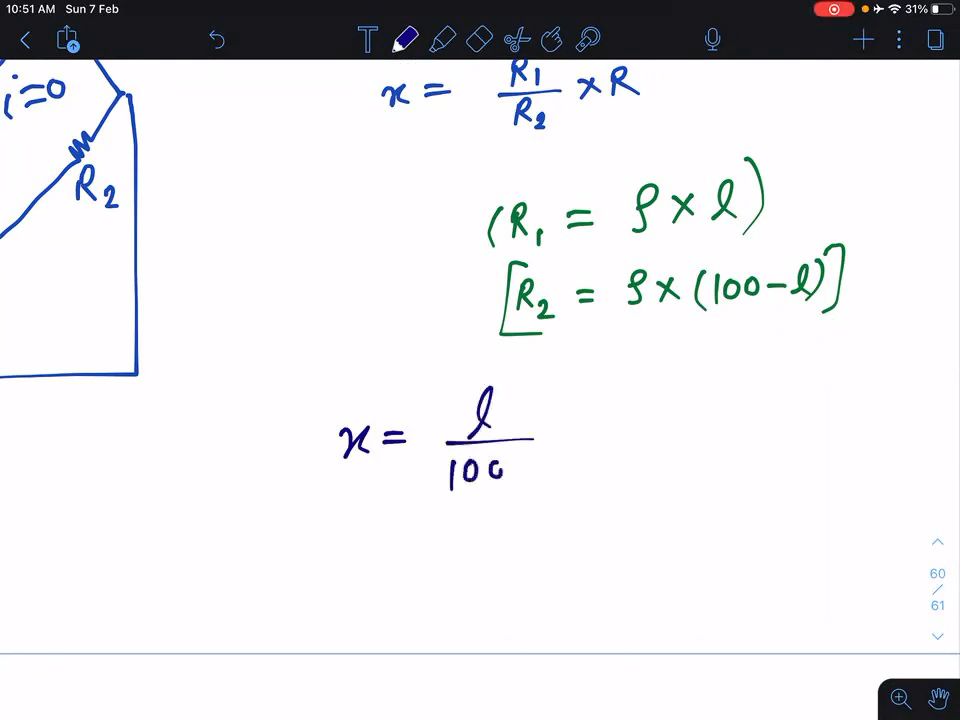 10:51 AM Sun 7 Feb
31%
T
i=0
x = R1/R2 × R
R2
(R1 = ρ × l)
[R2 = ρ × (100 - l)]
x = l/100
60
/
61